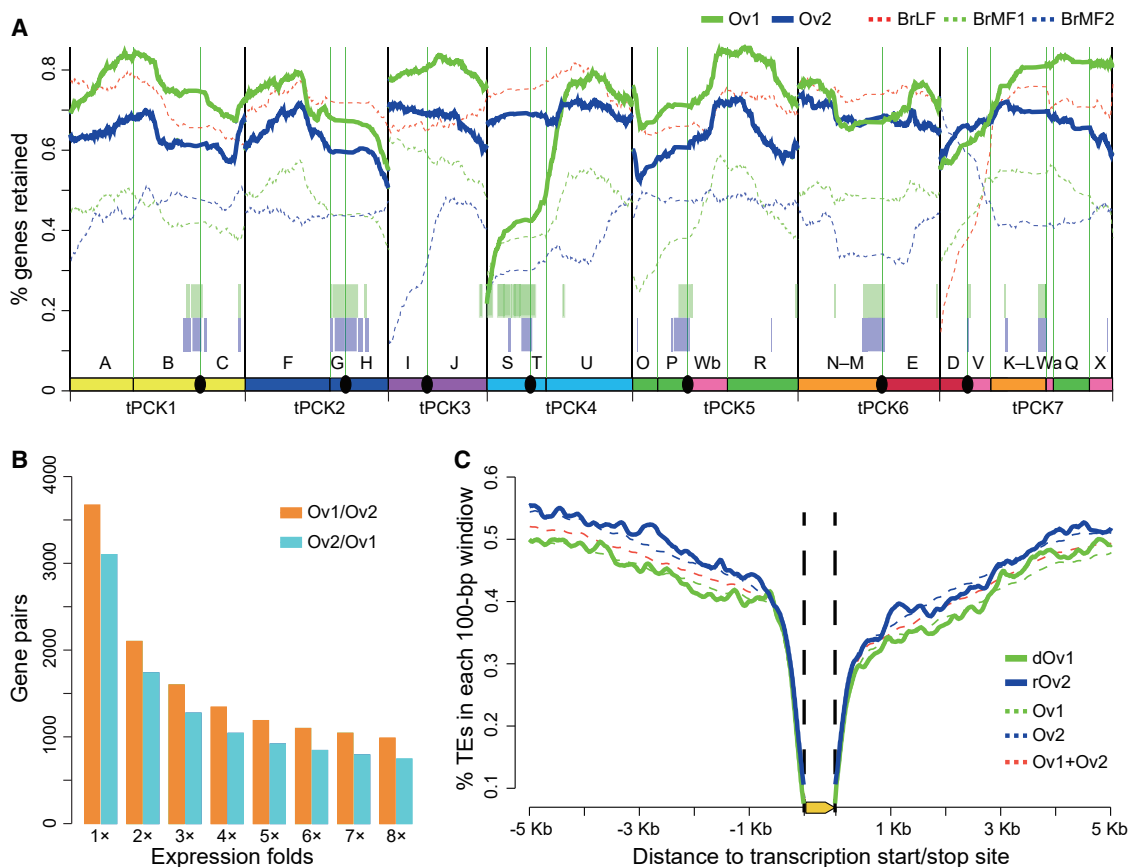 A
Ov1 Ov2 BrLF BrMF1 BrMF2
% genes retained
0.8
0.6
0.4
0.2
0
A B C F G H I J S T U O P Wb R N–M E D V K–L Wa Q X
tPCK1 tPCK2 tPCK3 tPCK4 tPCK5 tPCK6 tPCK7
B
Gene pairs
4000
3000
2000
1000
0
Ov1/Ov2
Ov2/Ov1
1× 2× 3× 4× 5× 6× 7× 8×
Expression folds
C
% TEs in each 100-bp windiow
0.6
0.5
0.4
0.3
0.2
0.1
dOv1
rOv2
Ov1
Ov2
Ov1+Ov2
-5 Kb -3 Kb -1 Kb 1 Kb 3 Kb 5 Kb
Distance to transcription start/stop site